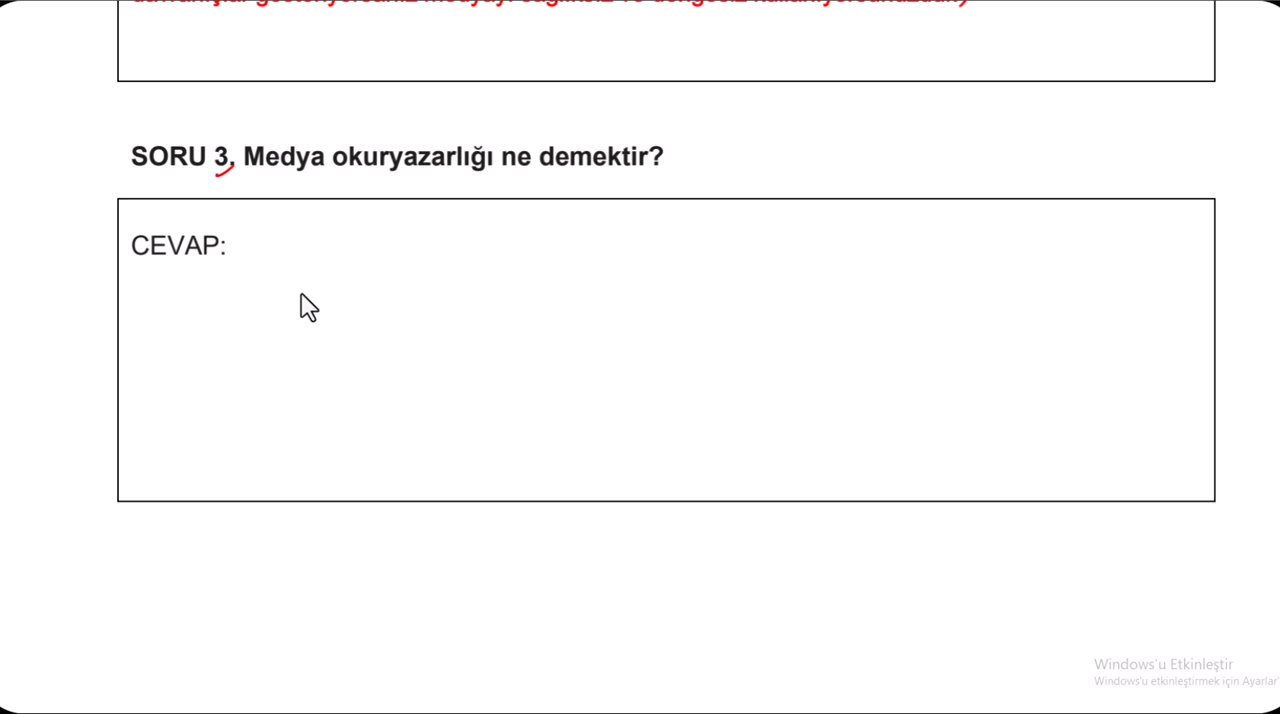 SORU 3. Medya okuryazarlığı ne demektir?
CEVAP:
Windows'u Etkinleştir
Windows'u etkinleştirmek için Ayarlar'